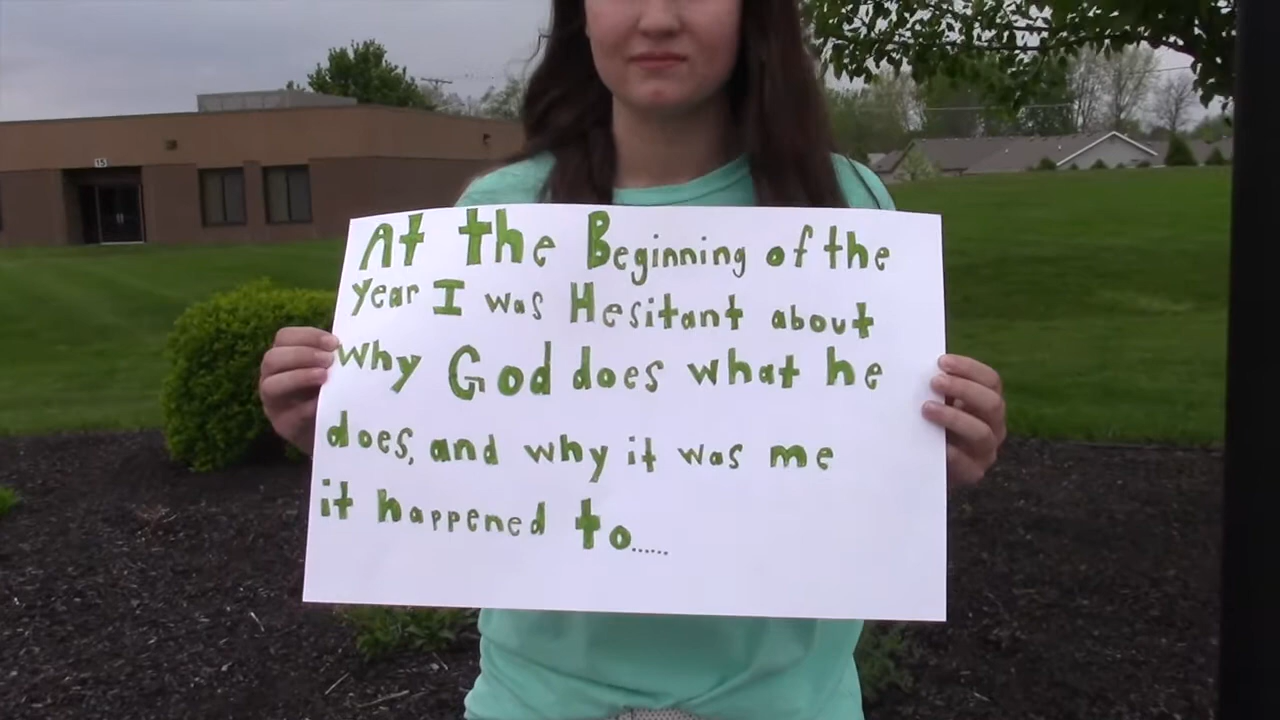 15
At the Beginning of the
year I was Hesitant about
why God does what he
does, and why it was me
it happened to......